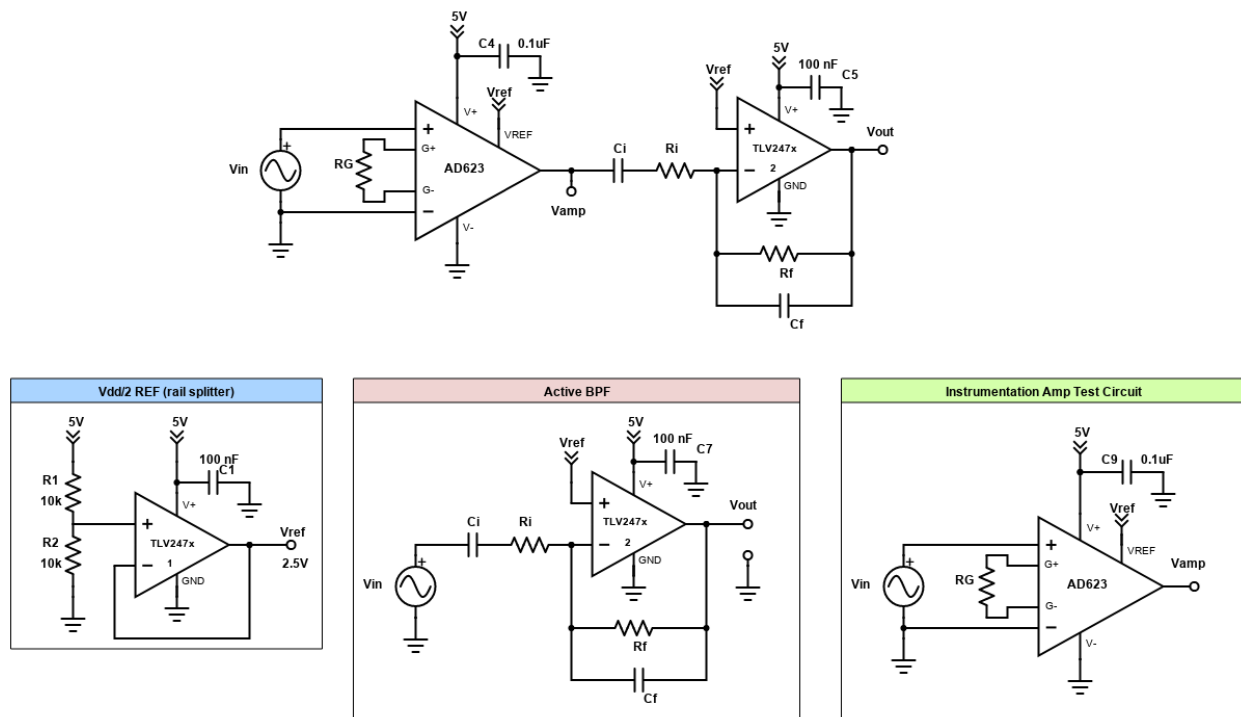 5V
C4 0.1uF
5V
100 nF C5
Vref
Vref
V+
V+
VREF
+
+
+
G+
Vin
RG
AD623
Ci
Ri
TLV247x
Vout
G-
−
2
−
GND
Vamp
V-
Rf
Cf
Vdd/2 REF (rail splitter)
5V
5V
100 nF
C1
R1
10k
V+
+
R2
10k
TLV247x
1
−
GND
Vref
2.5V
Active BPF
5V
100 nF C7
Vref
V+
+
Vout
Ci
Ri
TLV247x
−
2
GND
+
Vin
Rf
Cf
Instrumentation Amp Test Circuit
5V
C9 0.1uF
Vref
V+
VREF
+
+
G+
Vin
RG
AD623
Vamp
G-
−
V-